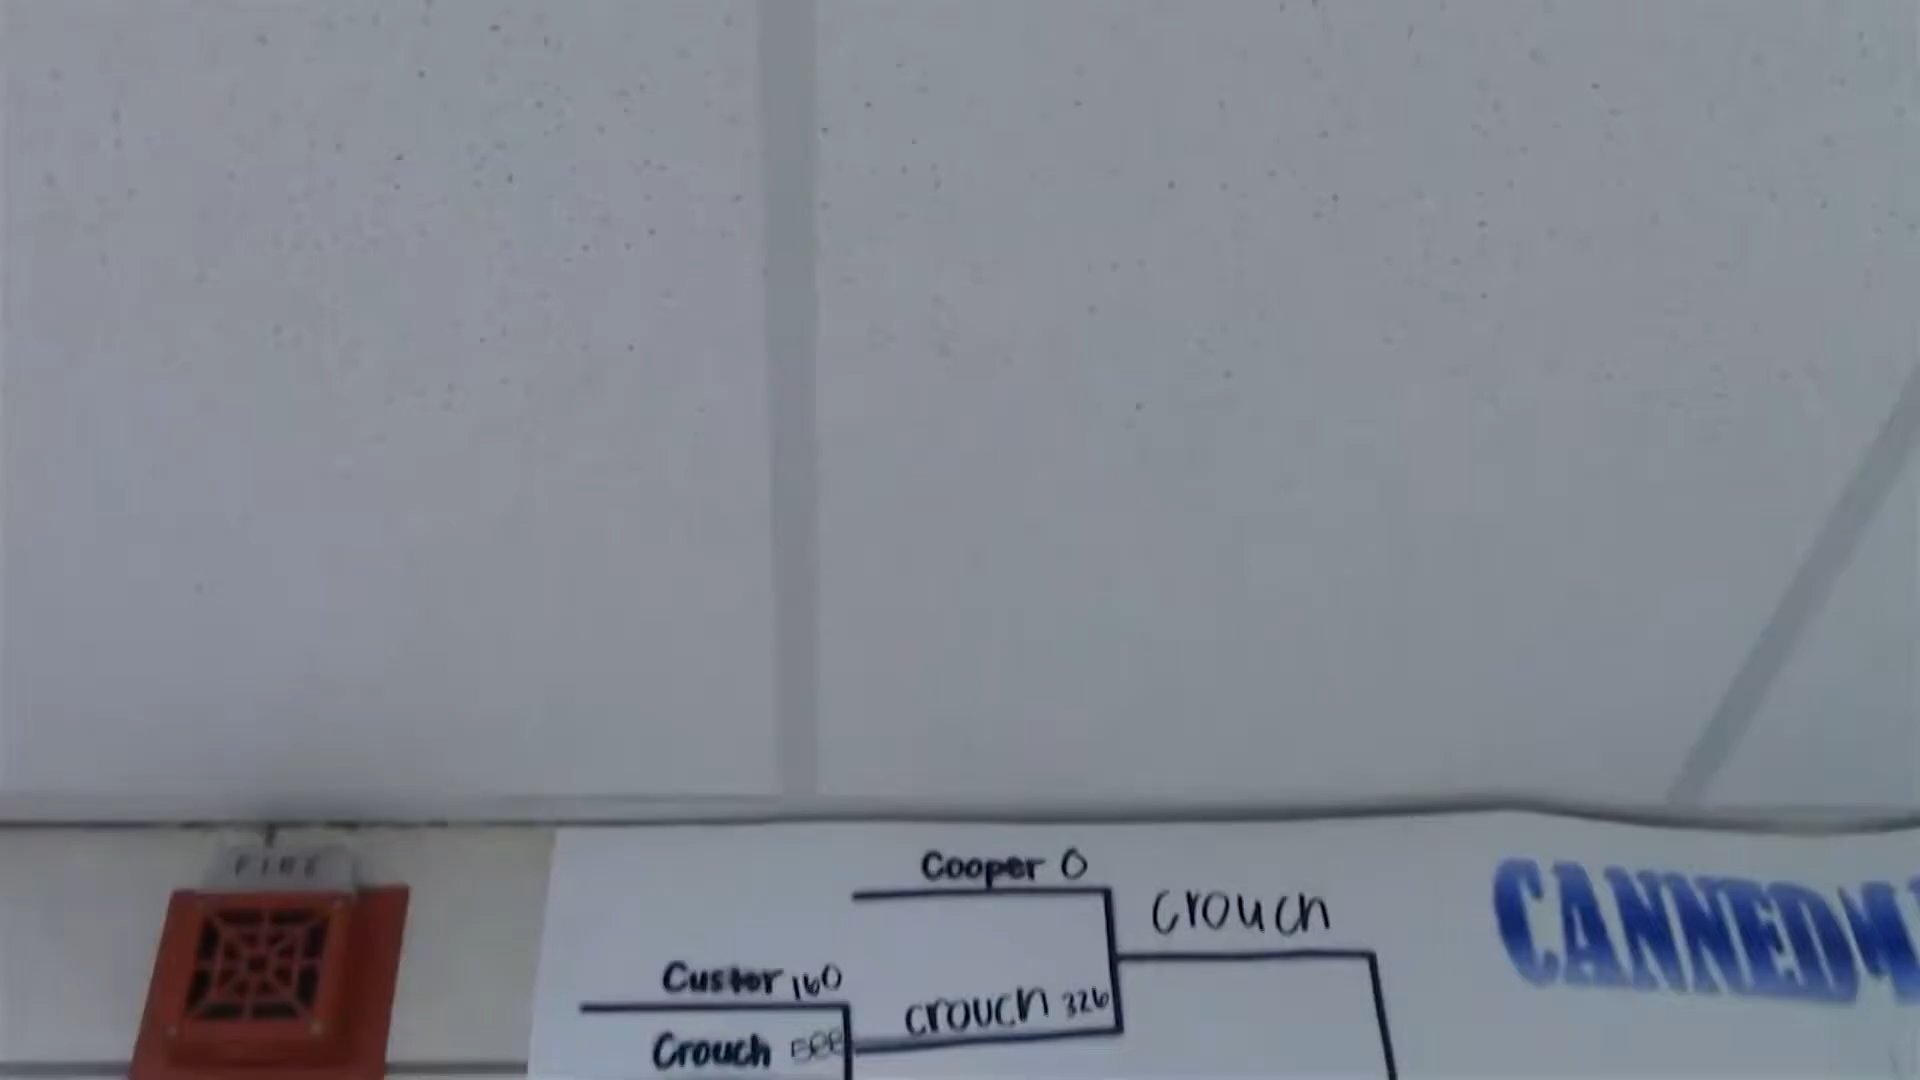 FIRE
Cooper 0
crouch
CANNED
Custer 160
crouch 326
Crouch